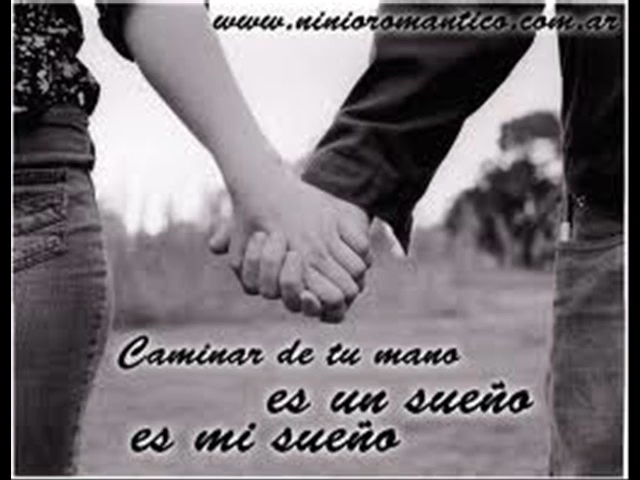 www.ninioromantico.com.ar
Caminar de tu mano
es un sueño
es mi sueño